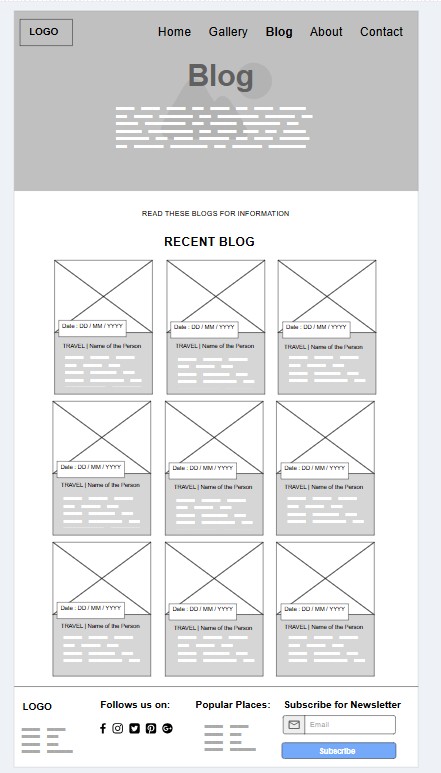 LOGO
Home Gallery Blog About Contact
Blog
READ THESE BLOGS FOR INFORMATION
RECENT BLOG
Date : DD / MM / YYYY
TRAVEL | Name of the Person
Date : DD / MM / YYYY
TRAVEL | Name of the Person
Date : DD / MM / YYYY
TRAVEL | Name of the Person
Date : DD / MM / YYYY
TRAVEL | Name of the Person
Date : DD / MM / YYYY
TRAVEL | Name of the Person
Date : DD / MM / YYYY
TRAVEL | Name of the Person
Date : DD / MM / YYYY
TRAVEL | Name of the Person
Date : DD / MM / YYYY
TRAVEL | Name of the Person
Date : DD / MM / YYYY
TRAVEL | Name of the Person
LOGO
Follows us on:
Popular Places:
Subscribe for Newsletter
Email
Subscribe